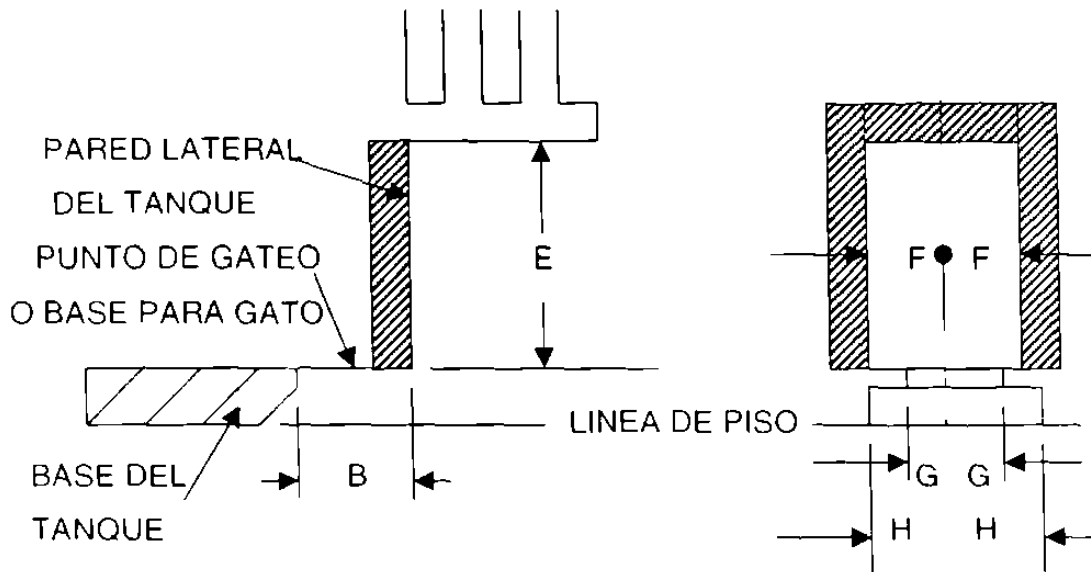 PARED LATERAL
DEL TANQUE
PUNTO DE GATEO
O BASE PARA GATO
E
F F
LINEA DE PISO
BASE DEL
TANQUE
B
G G
H H